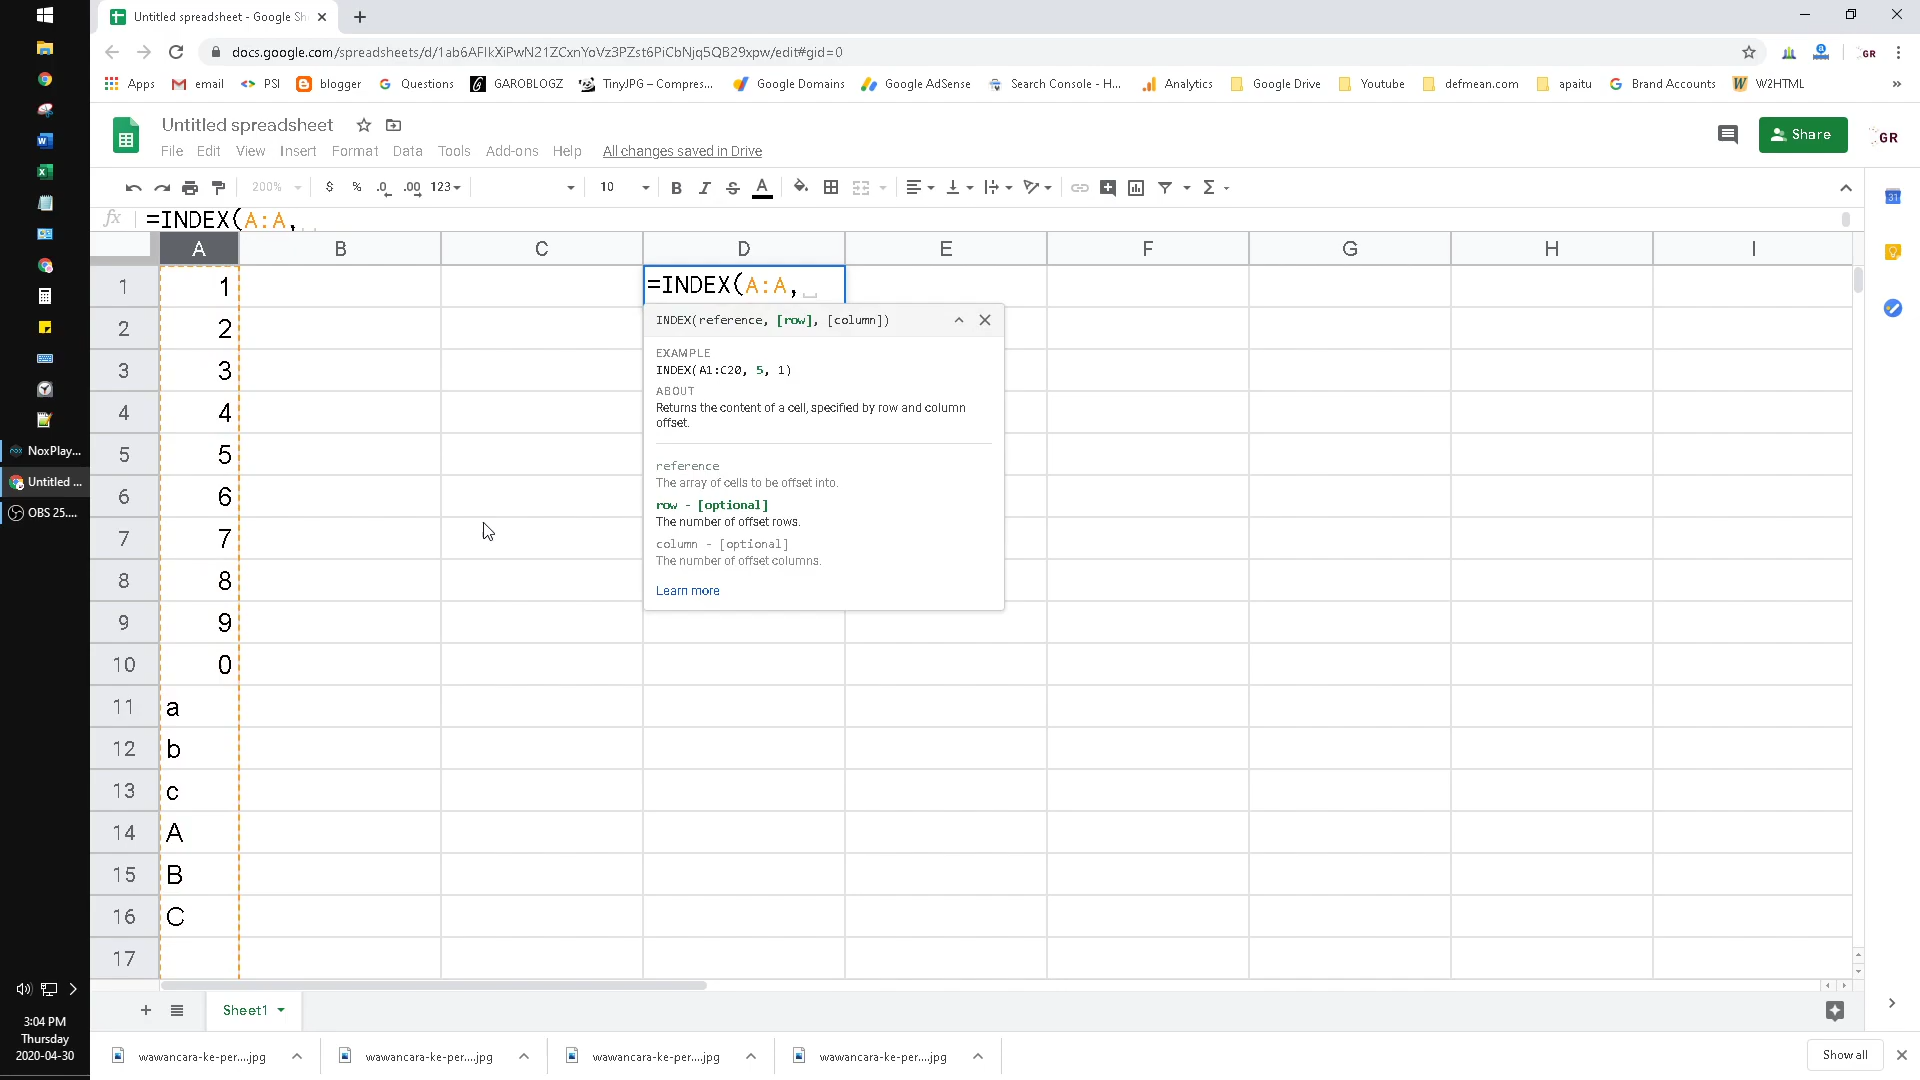 Untitled spreadsheet - Google Sh
docs.google.com/spreadsheets/d/1ab6AFIkXiPwN21ZCxnYoVz3PZst6PiCbNjq5QB29xpw/edit#gid=0
Apps email PSI blogger Questions GAROBLOGZ TinyJPG – Compres... Google Domains Google AdSense Search Console - H... Analytics Google Drive Youtube defmean.com apaitu Brand Accounts W2HTML »
Untitled spreadsheet
Share
GR
File Edit View Insert Format Data Tools Add-ons Help All changes saved in Drive
200% $ % .0 .00 123 10 B I S A Σ
fx =INDEX(A:A,
A B C D E F G H I
1 1 =INDEX(A:A,
2 2
3 3
4 4
5 5
6 6
7 7
8 8
9 9
10 0
11 a
12 b
13 c
14 A
15 B
16 C
17
INDEX(reference, [row], [column])
EXAMPLE
INDEX(A1:C20, 5, 1)
ABOUT
Returns the content of a cell, specified by row and column
offset.
reference
The array of cells to be offset into.
row - [optional]
The number of offset rows.
column - [optional]
The number of offset columns.
Learn more
NoxPlay...
Untitled ...
OBS 25....
Sheet1
3:04 PM
Thursday
2020-04-30
wawancara-ke-per....jpg wawancara-ke-per....jpg wawancara-ke-per....jpg wawancara-ke-per....jpg Show all